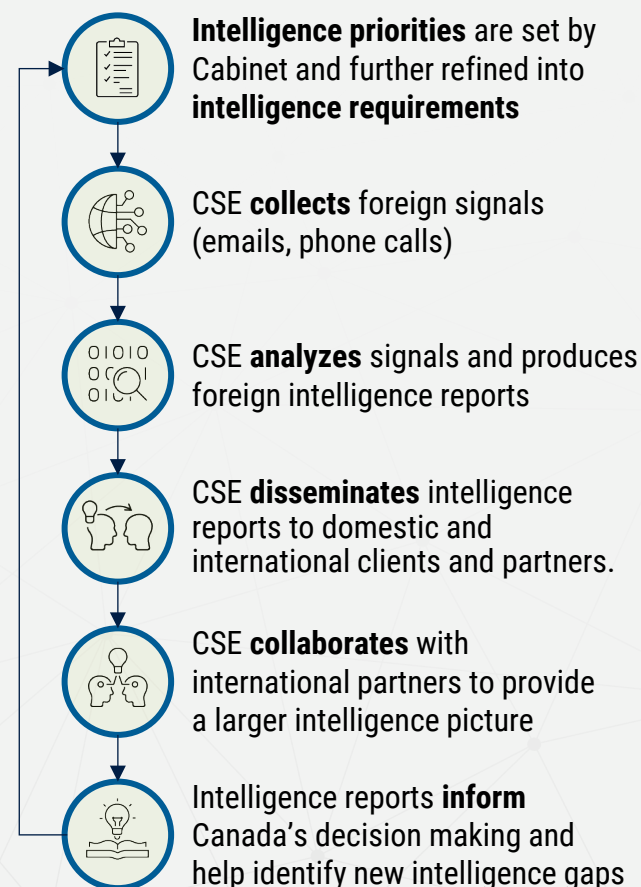 Intelligence priorities are set by
Cabinet and further refined into
intelligence requirements
CSE collects foreign signals
(emails, phone calls)
01010
CSE analyzes signals and produces
foreign intelligence reports
CSE disseminates intelligence
reports to domestic and
international clients and partners.
CSE collaborates with
international partners to provide
a larger intelligence picture
Intelligence reports inform
Canada’s decision making and
help identify new intelligence gaps